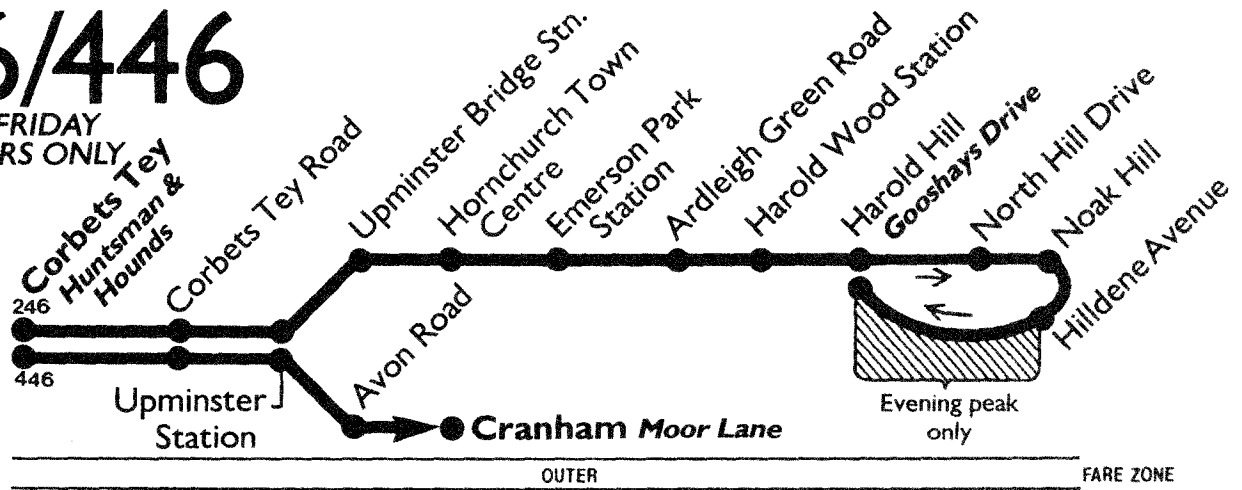 6/446
FRIDAY
RS ONLY
Corbets Tey
Huntsman &
Hounds
Corbets Tey Road
Upminster Bridge Stn.
Hornchurch Town
Centre
Emerson Park
Station
Ardleigh Green Road
Harold Wood Station
Harold Hill
Gooshays Drive
North Hill Drive
Noak Hill
Hilldene Avenue
246
446
Upminster
Station
Avon Road
Cranham Moor Lane
Evening peak
only
OUTER
FARE ZONE